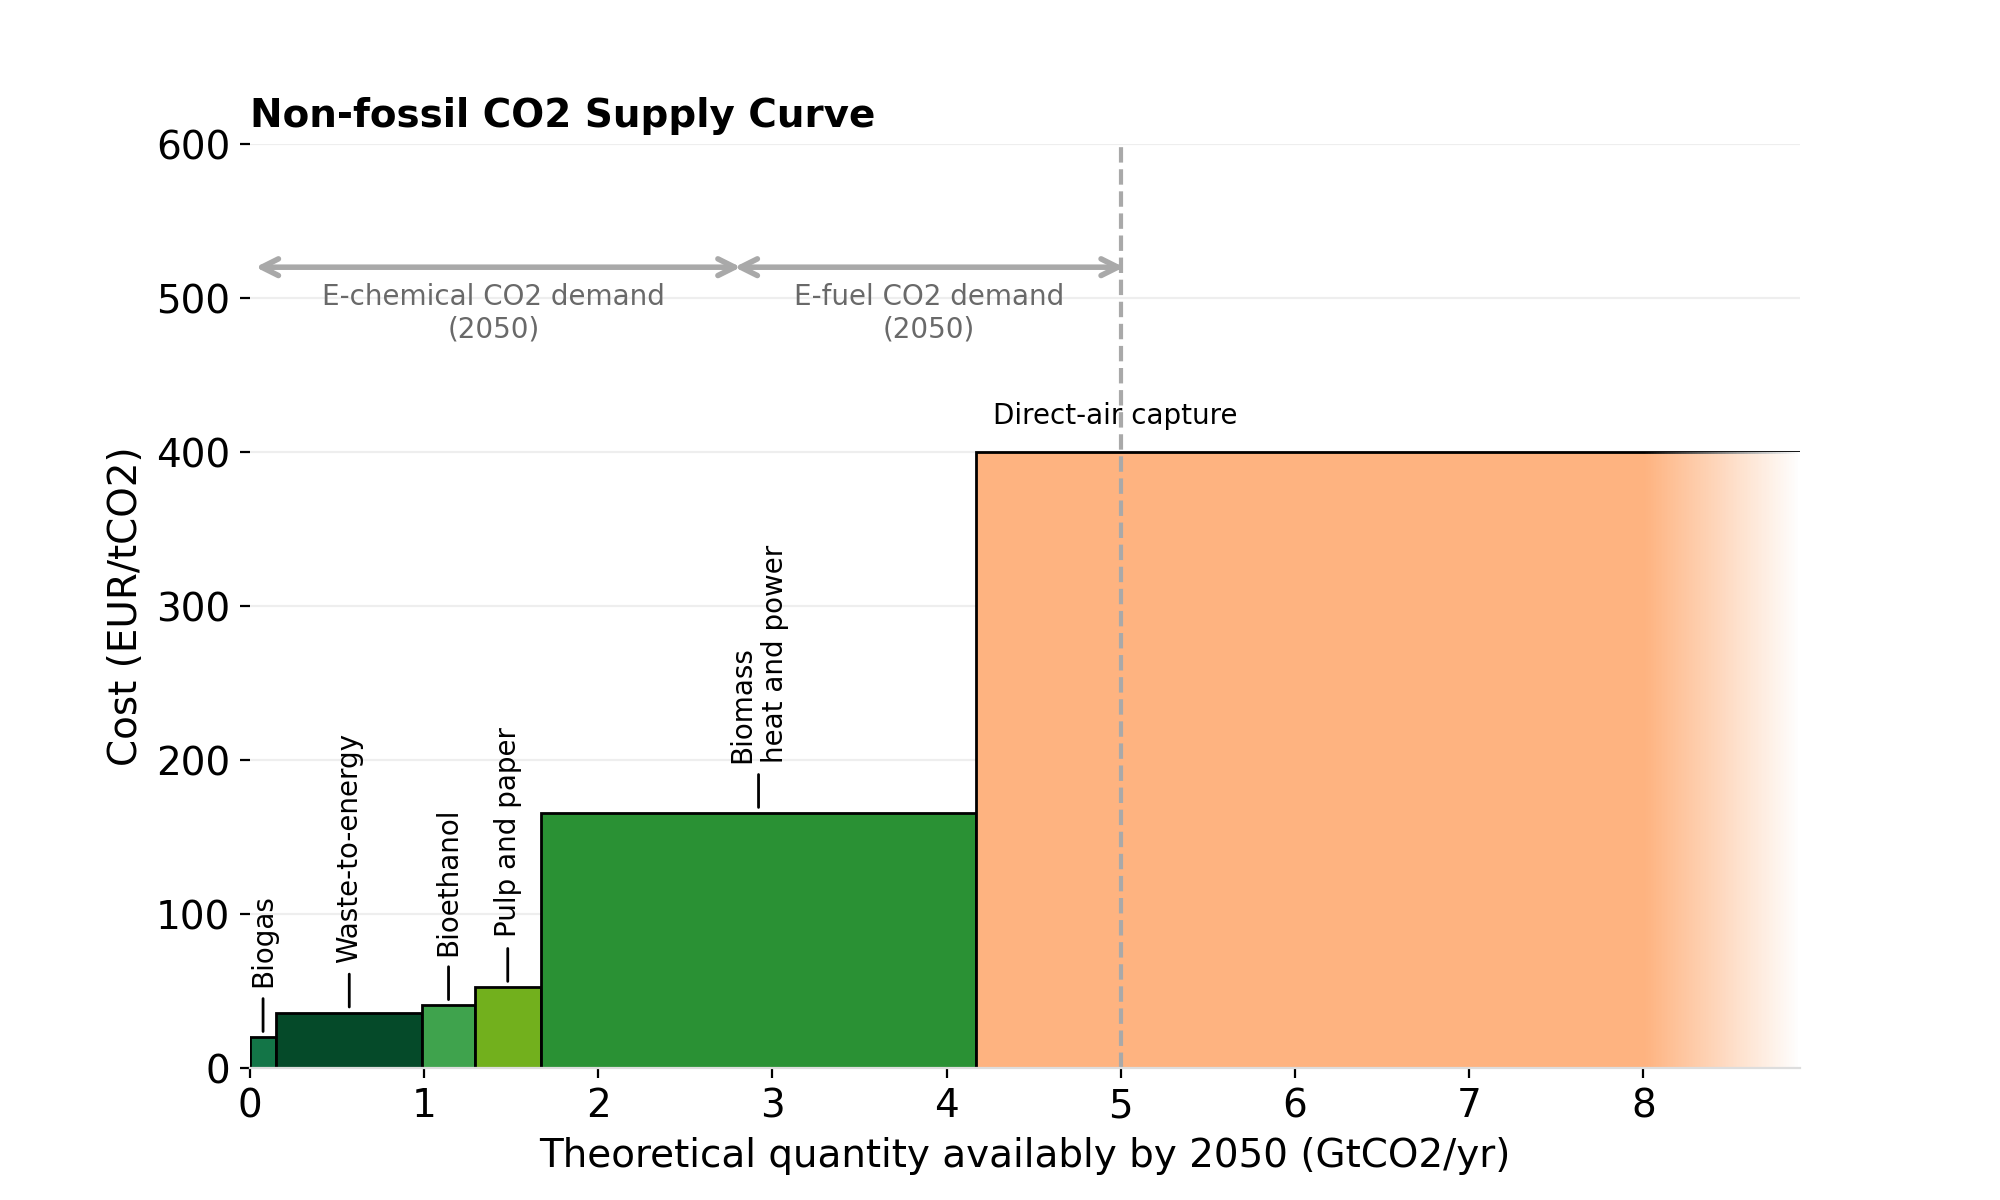 Non-fossil CO2 Supply Curve
600
500
400
300
200
100
0
Cost (EUR/tCO2)
E-chemical CO2 demand
(2050)
E-fuel CO2 demand
(2050)
Direct-air capture
Biogas
Waste-to-energy
Bioethanol
Pulp and paper
Biomass
heat and power
0 1 2 3 4 5 6 7 8
Theoretical quantity availably by 2050 (GtCO2/yr)